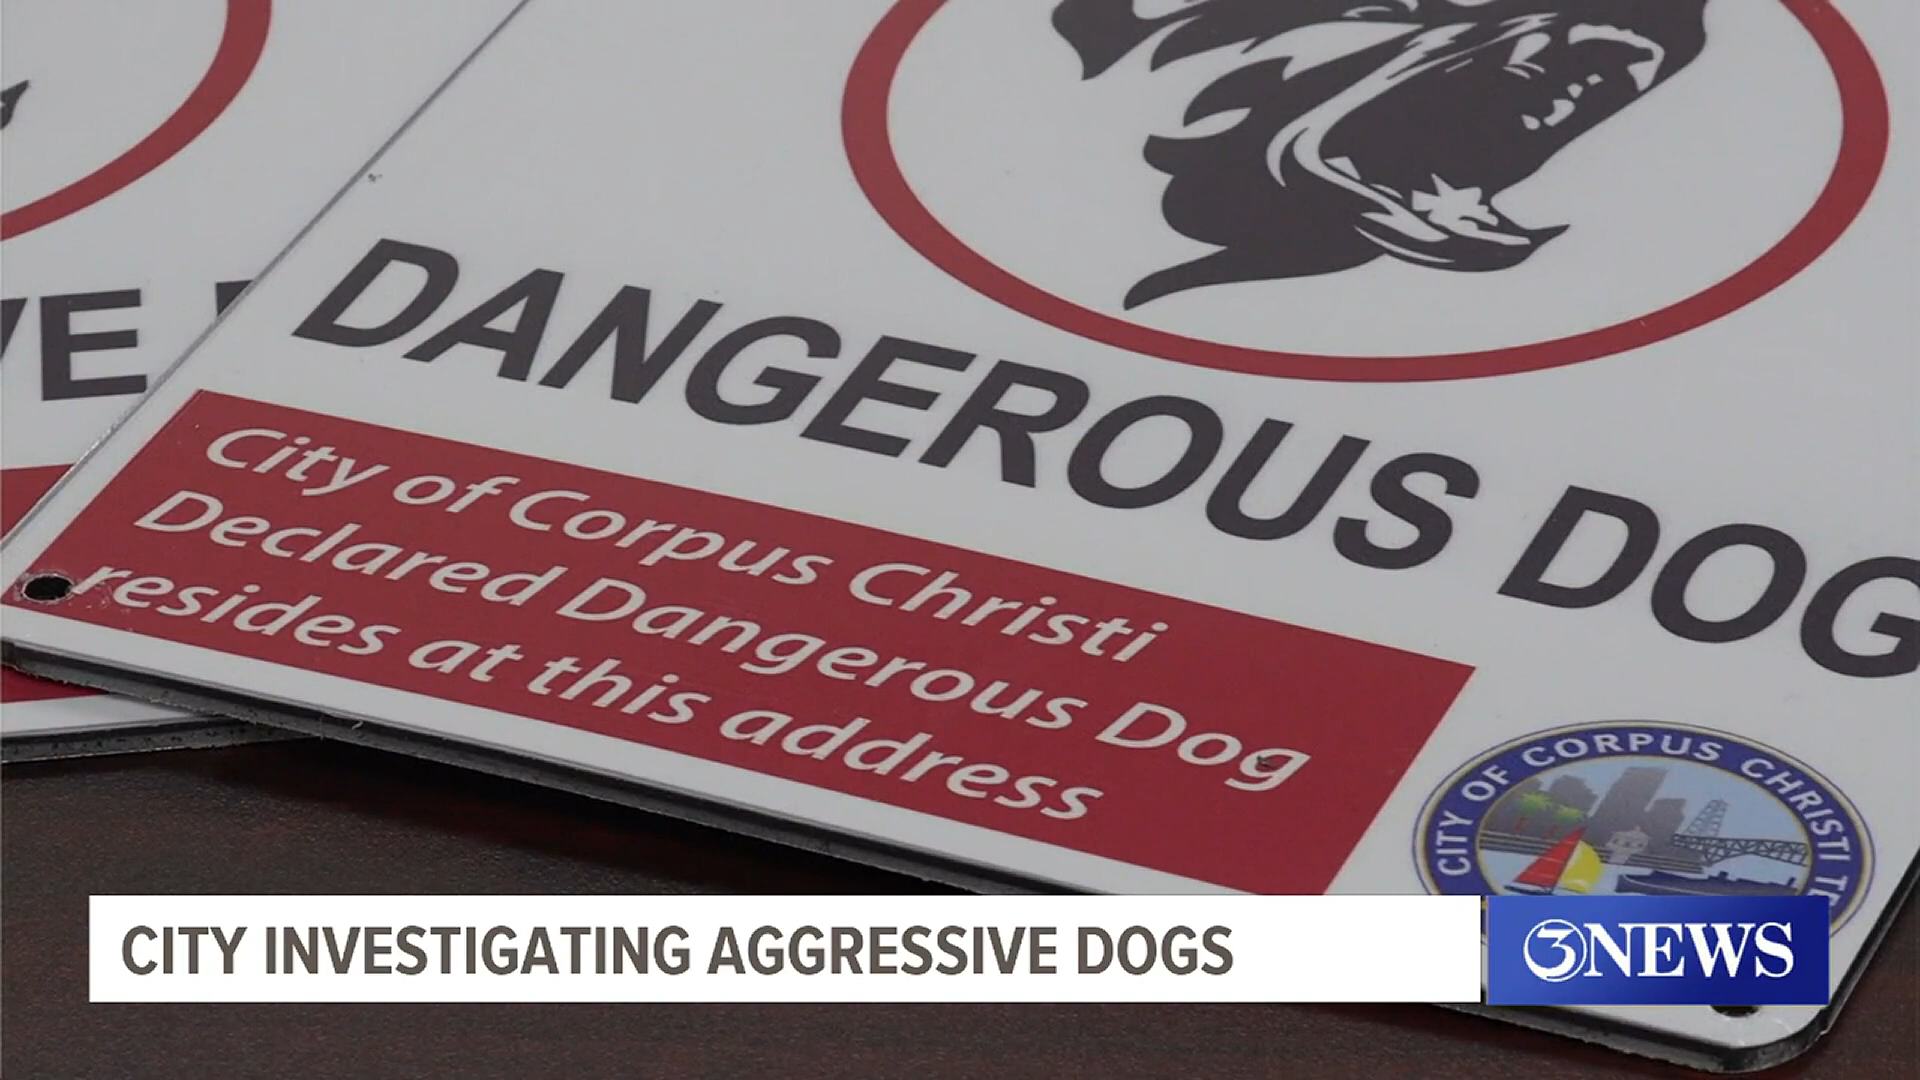 VE
DANGEROUS DOG
City of Corpus Christi
Declared Dangerous Dog
resides at this address
CITY OF CORPUS CHRISTI
CITY INVESTIGATING AGGRESSIVE DOGS
3NEWS